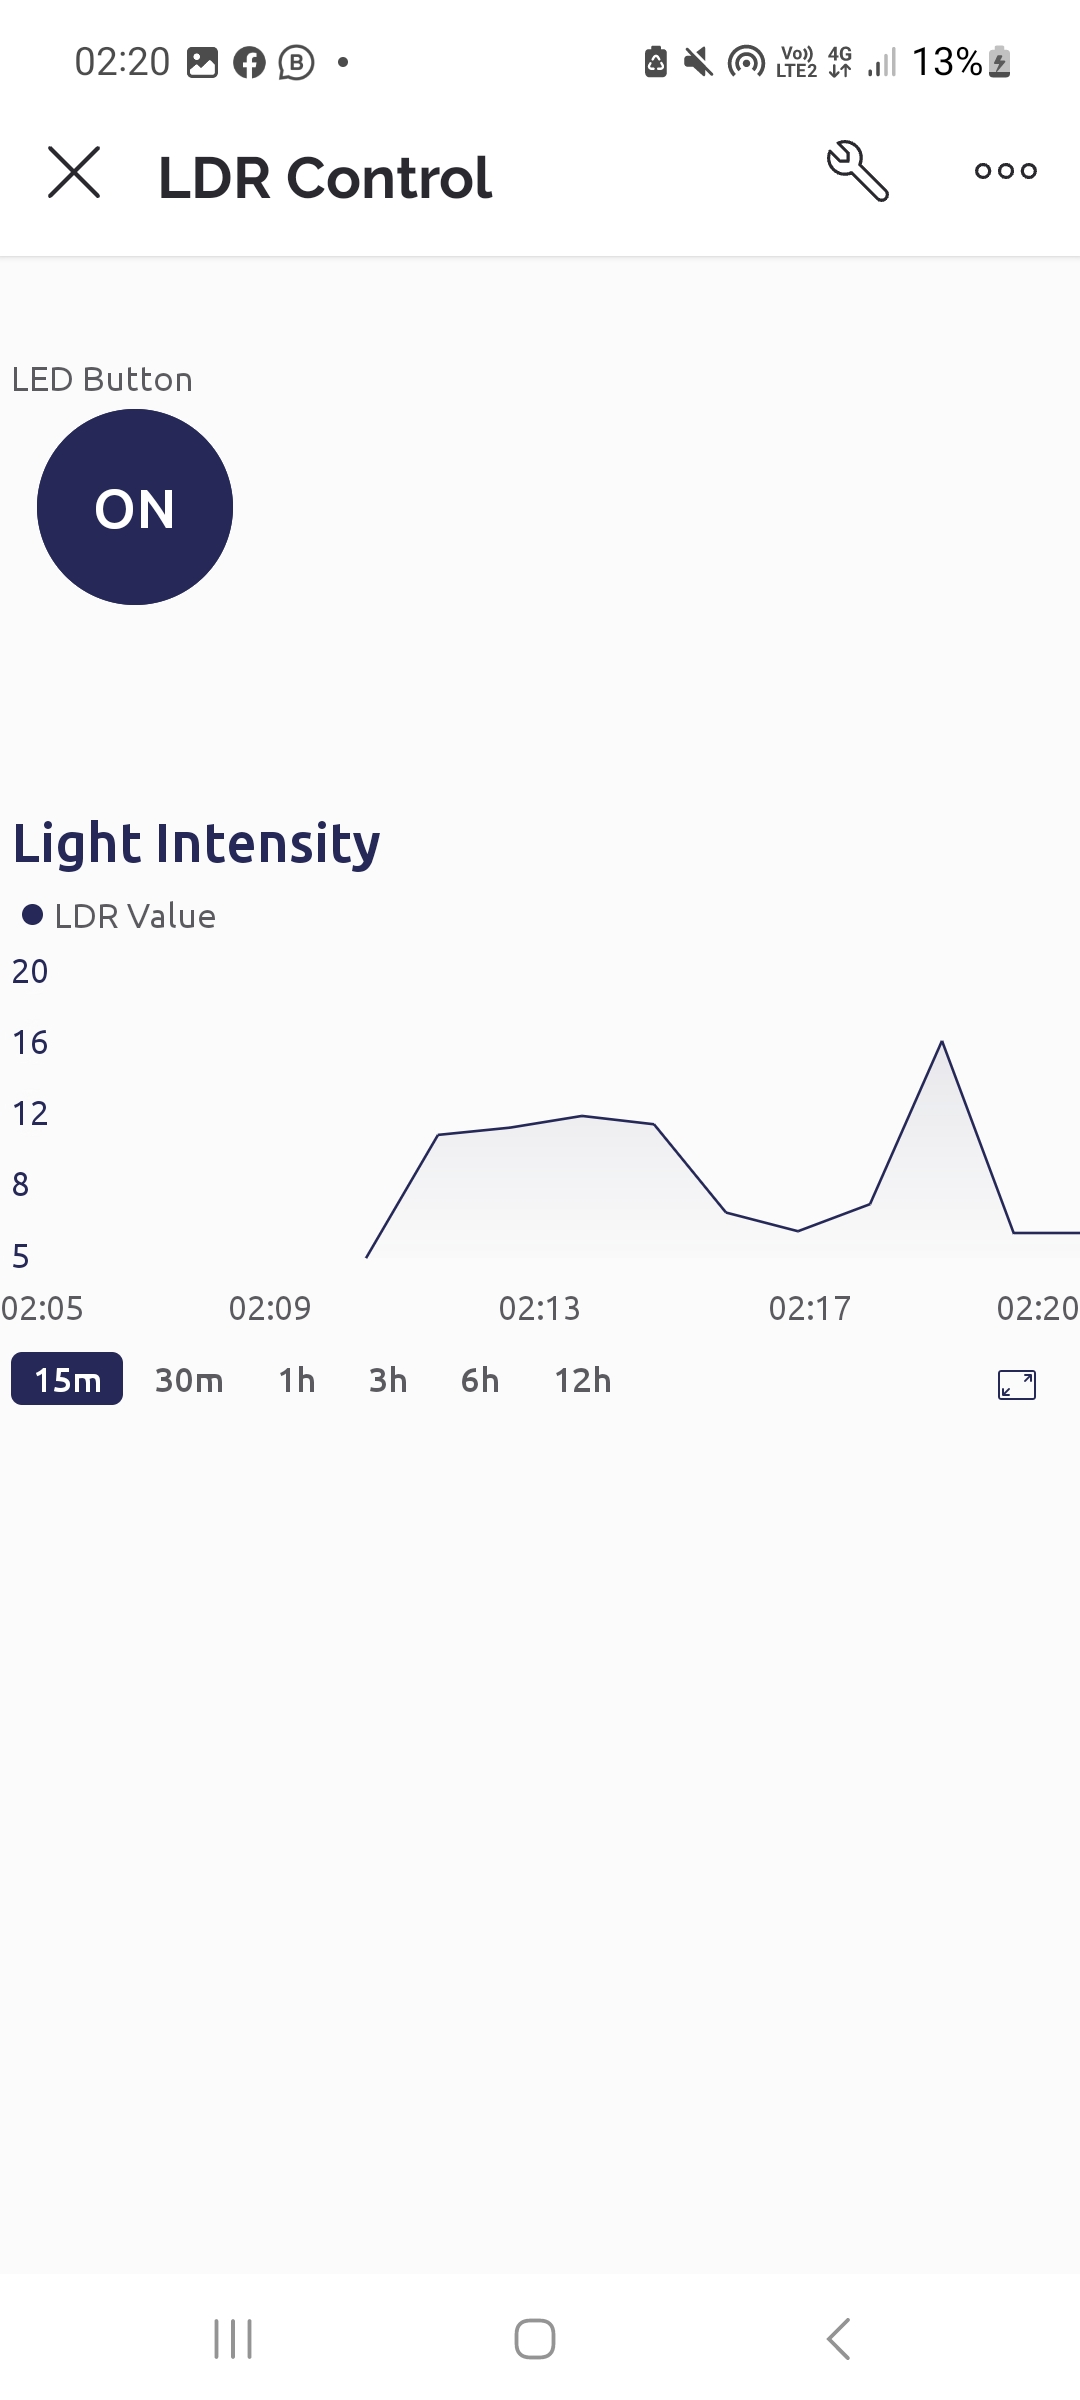 02:20 B Vo)) LTE2 4G 13%
LDR Control
LED Button
ON
Light Intensity
LDR Value
20
16
12
8
5
02:05 02:09 02:13 02:17 02:20
15m 30m 1h 3h 6h 12h